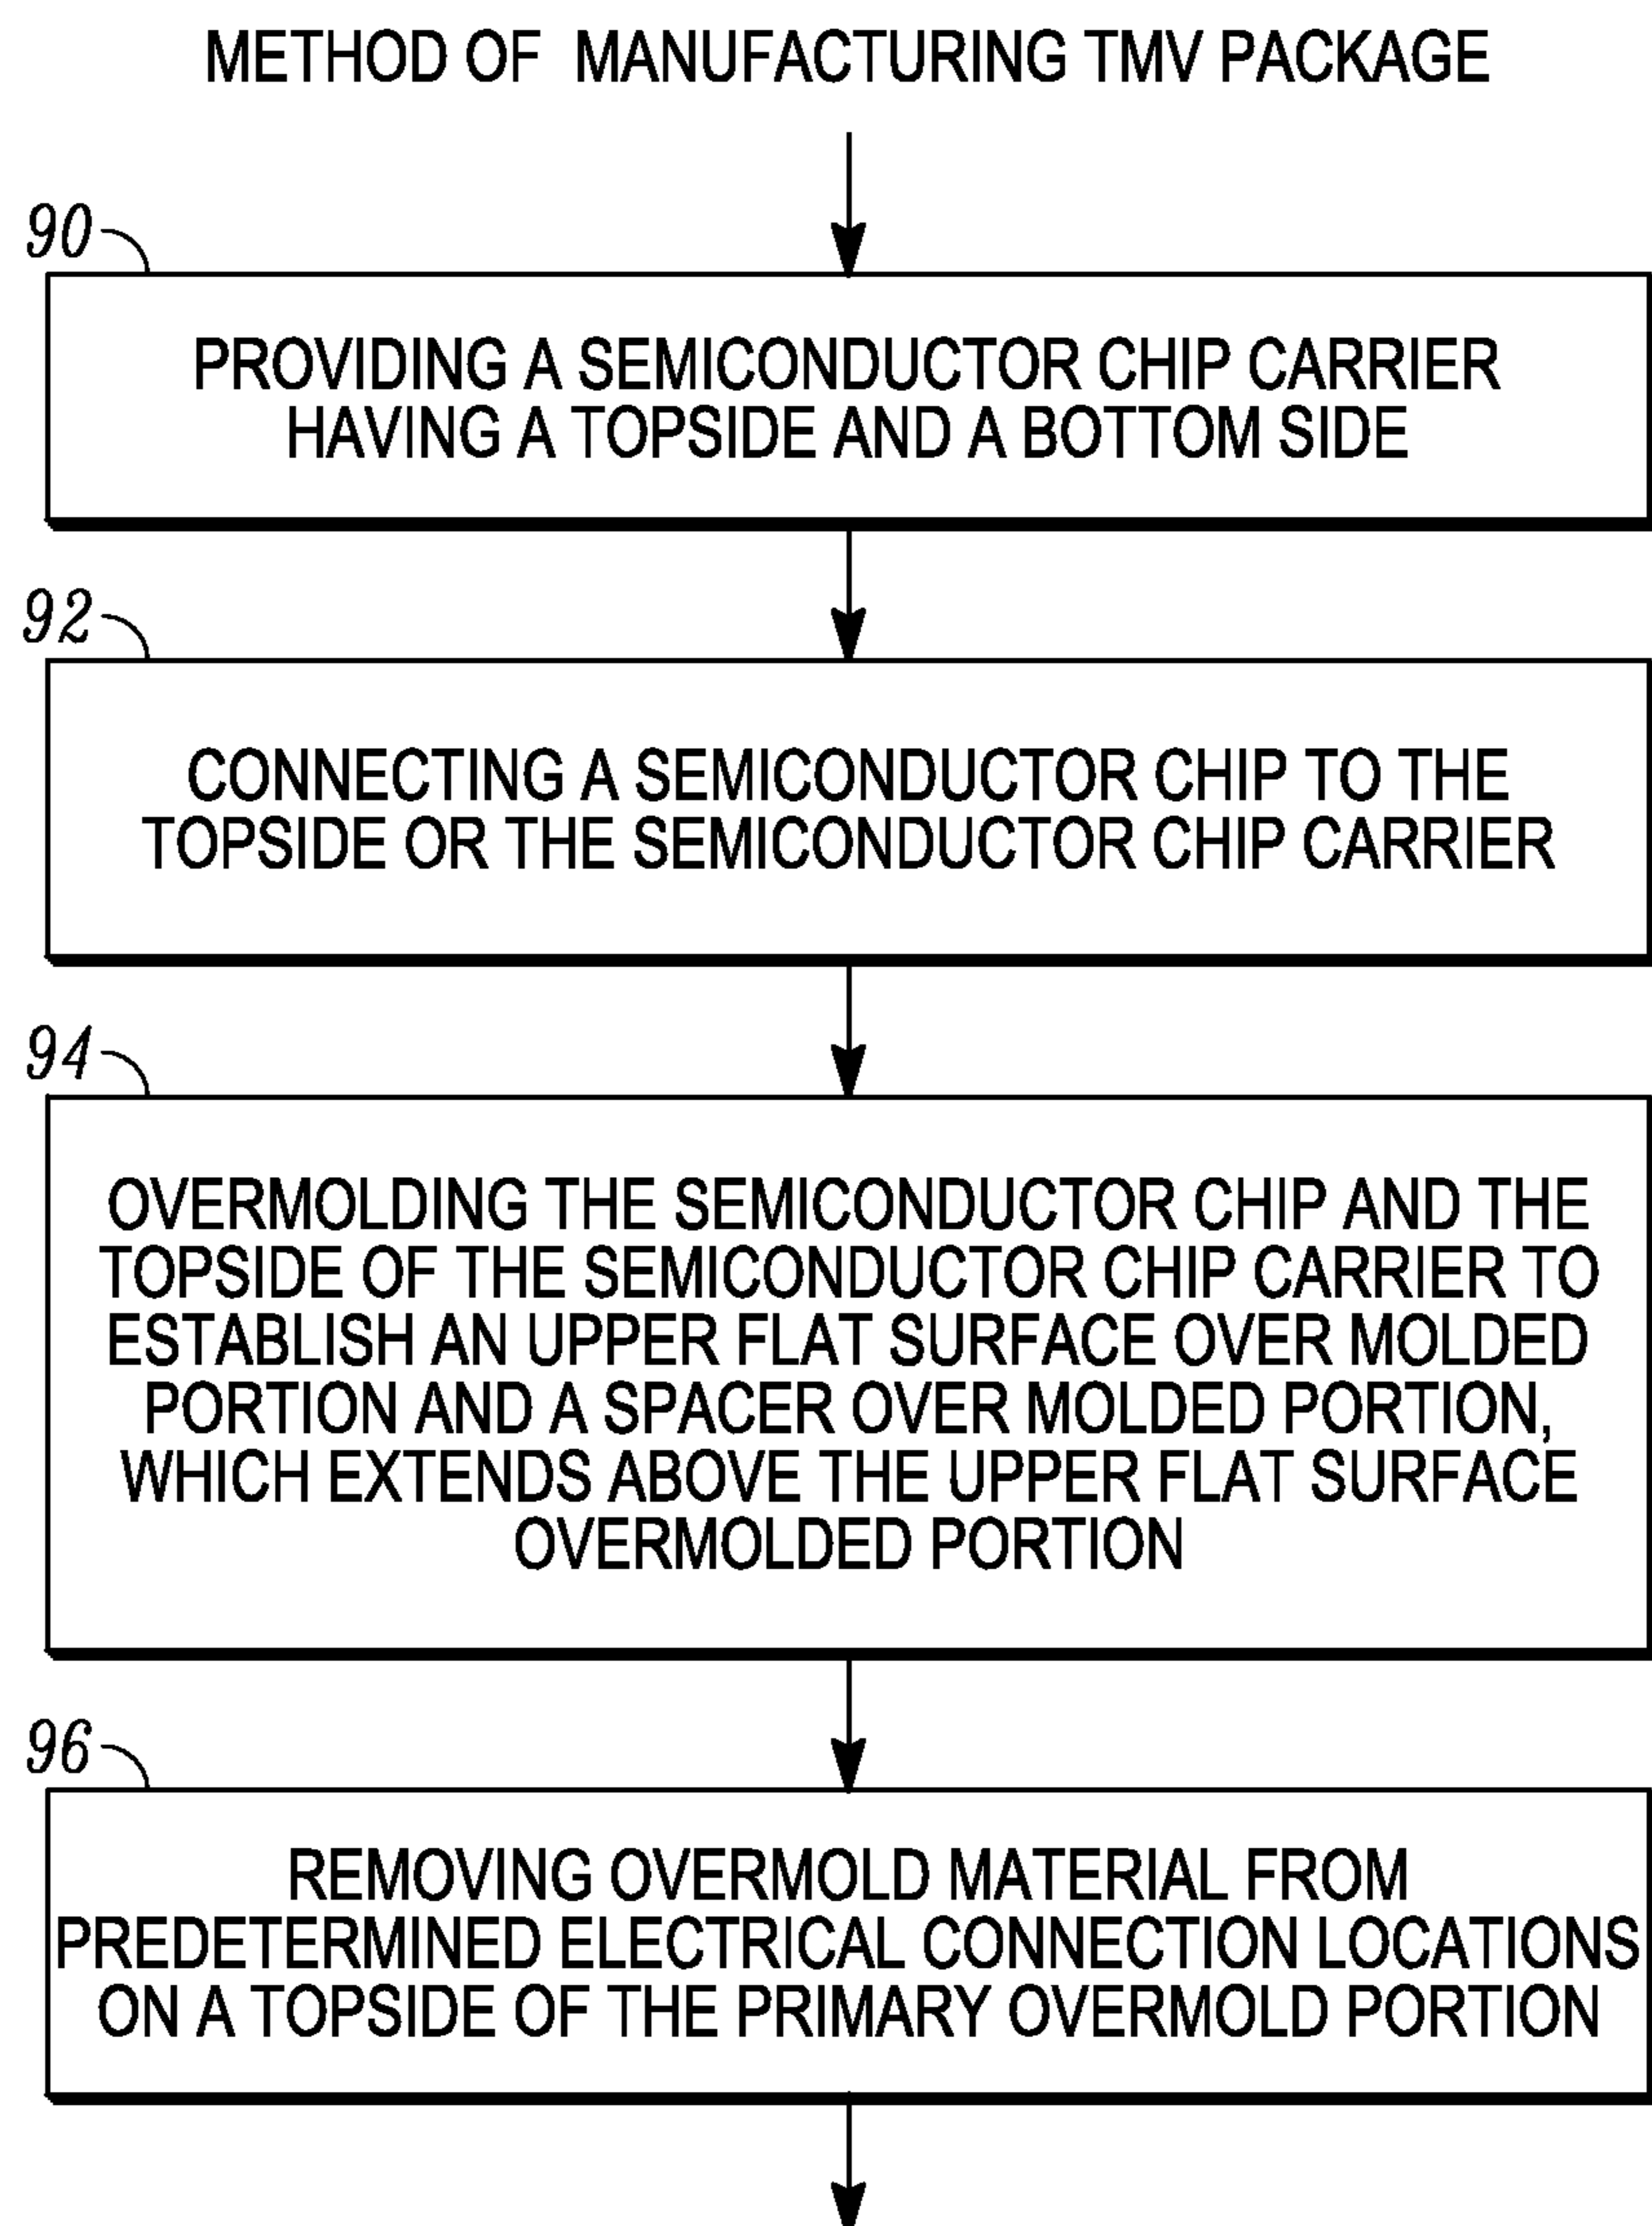 METHOD OF MANUFACTURING TMV PACKAGE
90
PROVIDING A SEMICONDUCTOR CHIP CARRIER
HAVING A TOPSIDE AND A BOTTOM SIDE
92
CONNECTING A SEMICONDUCTOR CHIP TO THE
TOPSIDE OR THE SEMICONDUCTOR CHIP CARRIER
94
OVERMOLDING THE SEMICONDUCTOR CHIP AND THE
TOPSIDE OF THE SEMICONDUCTOR CHIP CARRIER TO
ESTABLISH AN UPPER FLAT SURFACE OVER MOLDED
PORTION AND A SPACER OVER MOLDED PORTION,
WHICH EXTENDS ABOVE THE UPPER FLAT SURFACE
OVERMOLDED PORTION
96
REMOVING OVERMOLD MATERIAL FROM
PREDETERMINED ELECTRICAL CONNECTION LOCATIONS
ON A TOPSIDE OF THE PRIMARY OVERMOLD PORTION